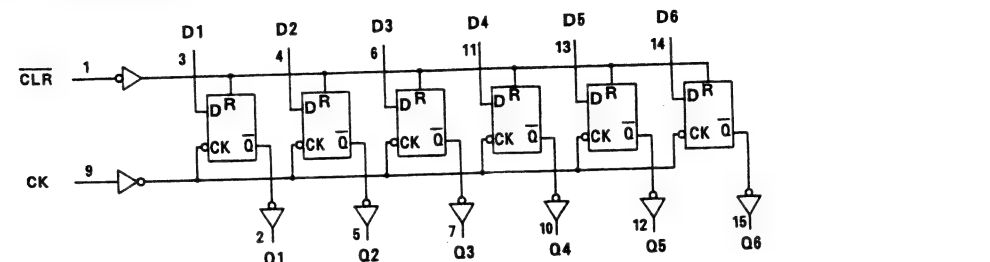 D1 D2 D3 D4 D5 D6
3 4 6 11 13 14
C̅L̅R̅ 1
D R D R D R D R D R D R
CK Q̅ CK Q̅ CK Q̅ CK Q̅ CK Q̅ CK Q̅
CK 9
2 5 7 10 12 15
Q1 Q2 Q3 Q4 Q5 Q6